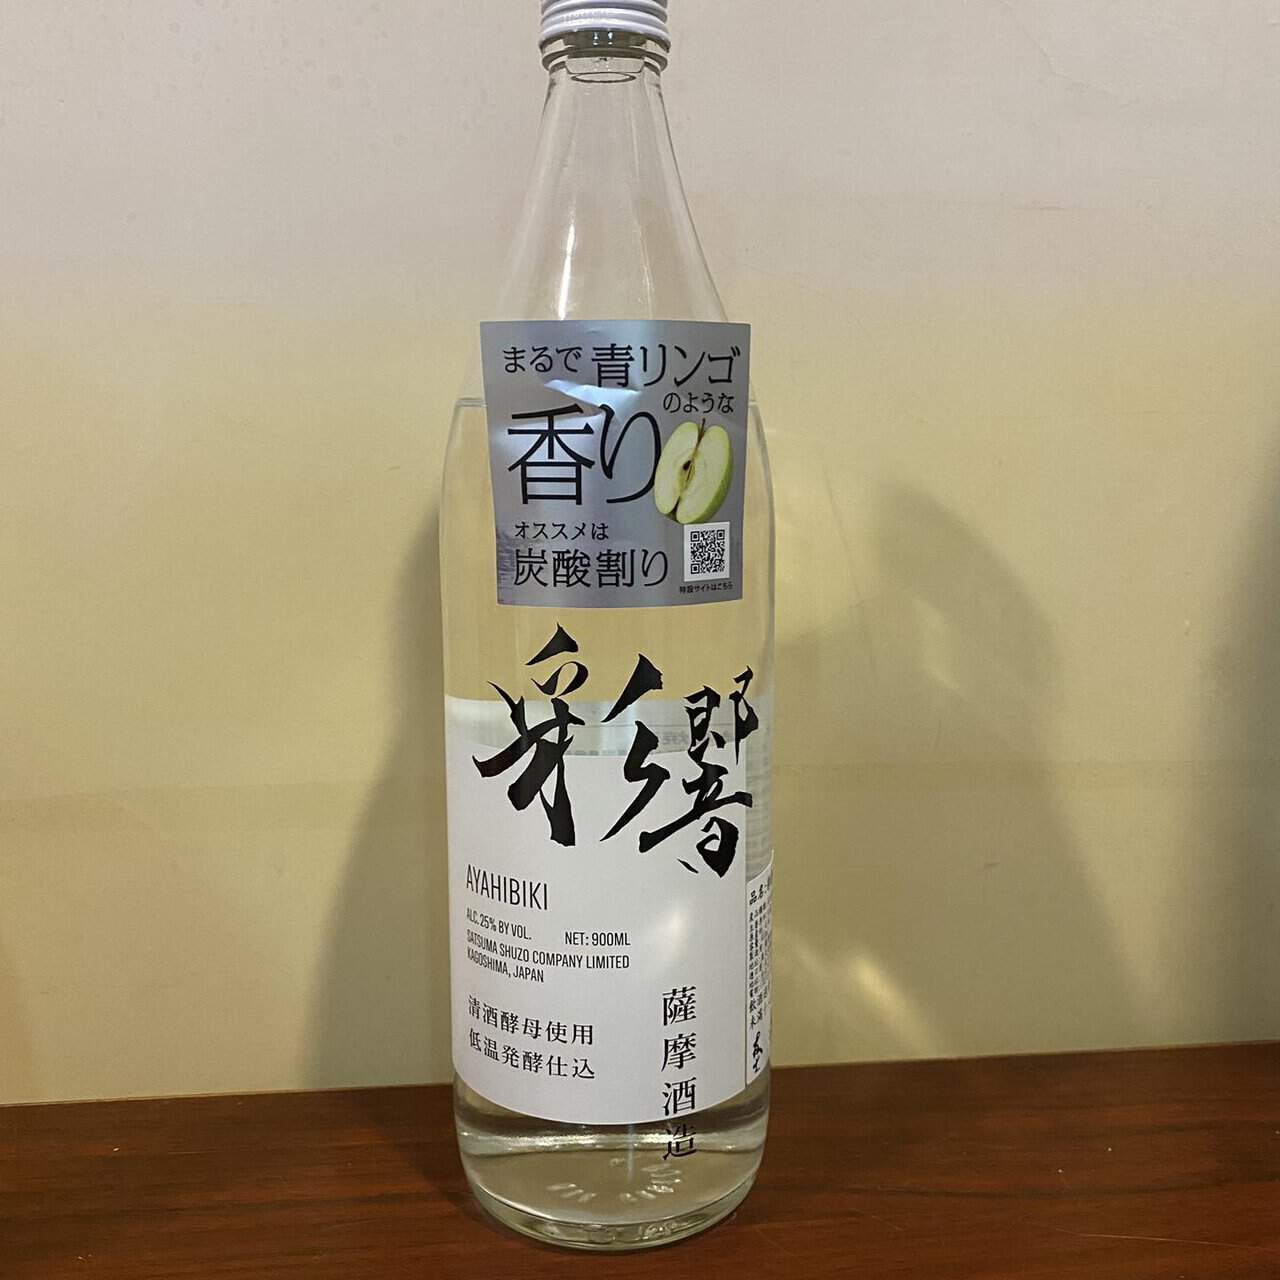 まるで青リンゴ
のような
香り
オススメは
炭酸割り
特設サイトはこちら
彩響
AYAHIBIKI
ALC. 25% BY VOL. NET: 900ML
SATSUMA SHUZO COMPANY LIMITED
KAGOSHIMA, JAPAN
清酒酵母使用
低温発酵仕込
薩摩酒造
品名: